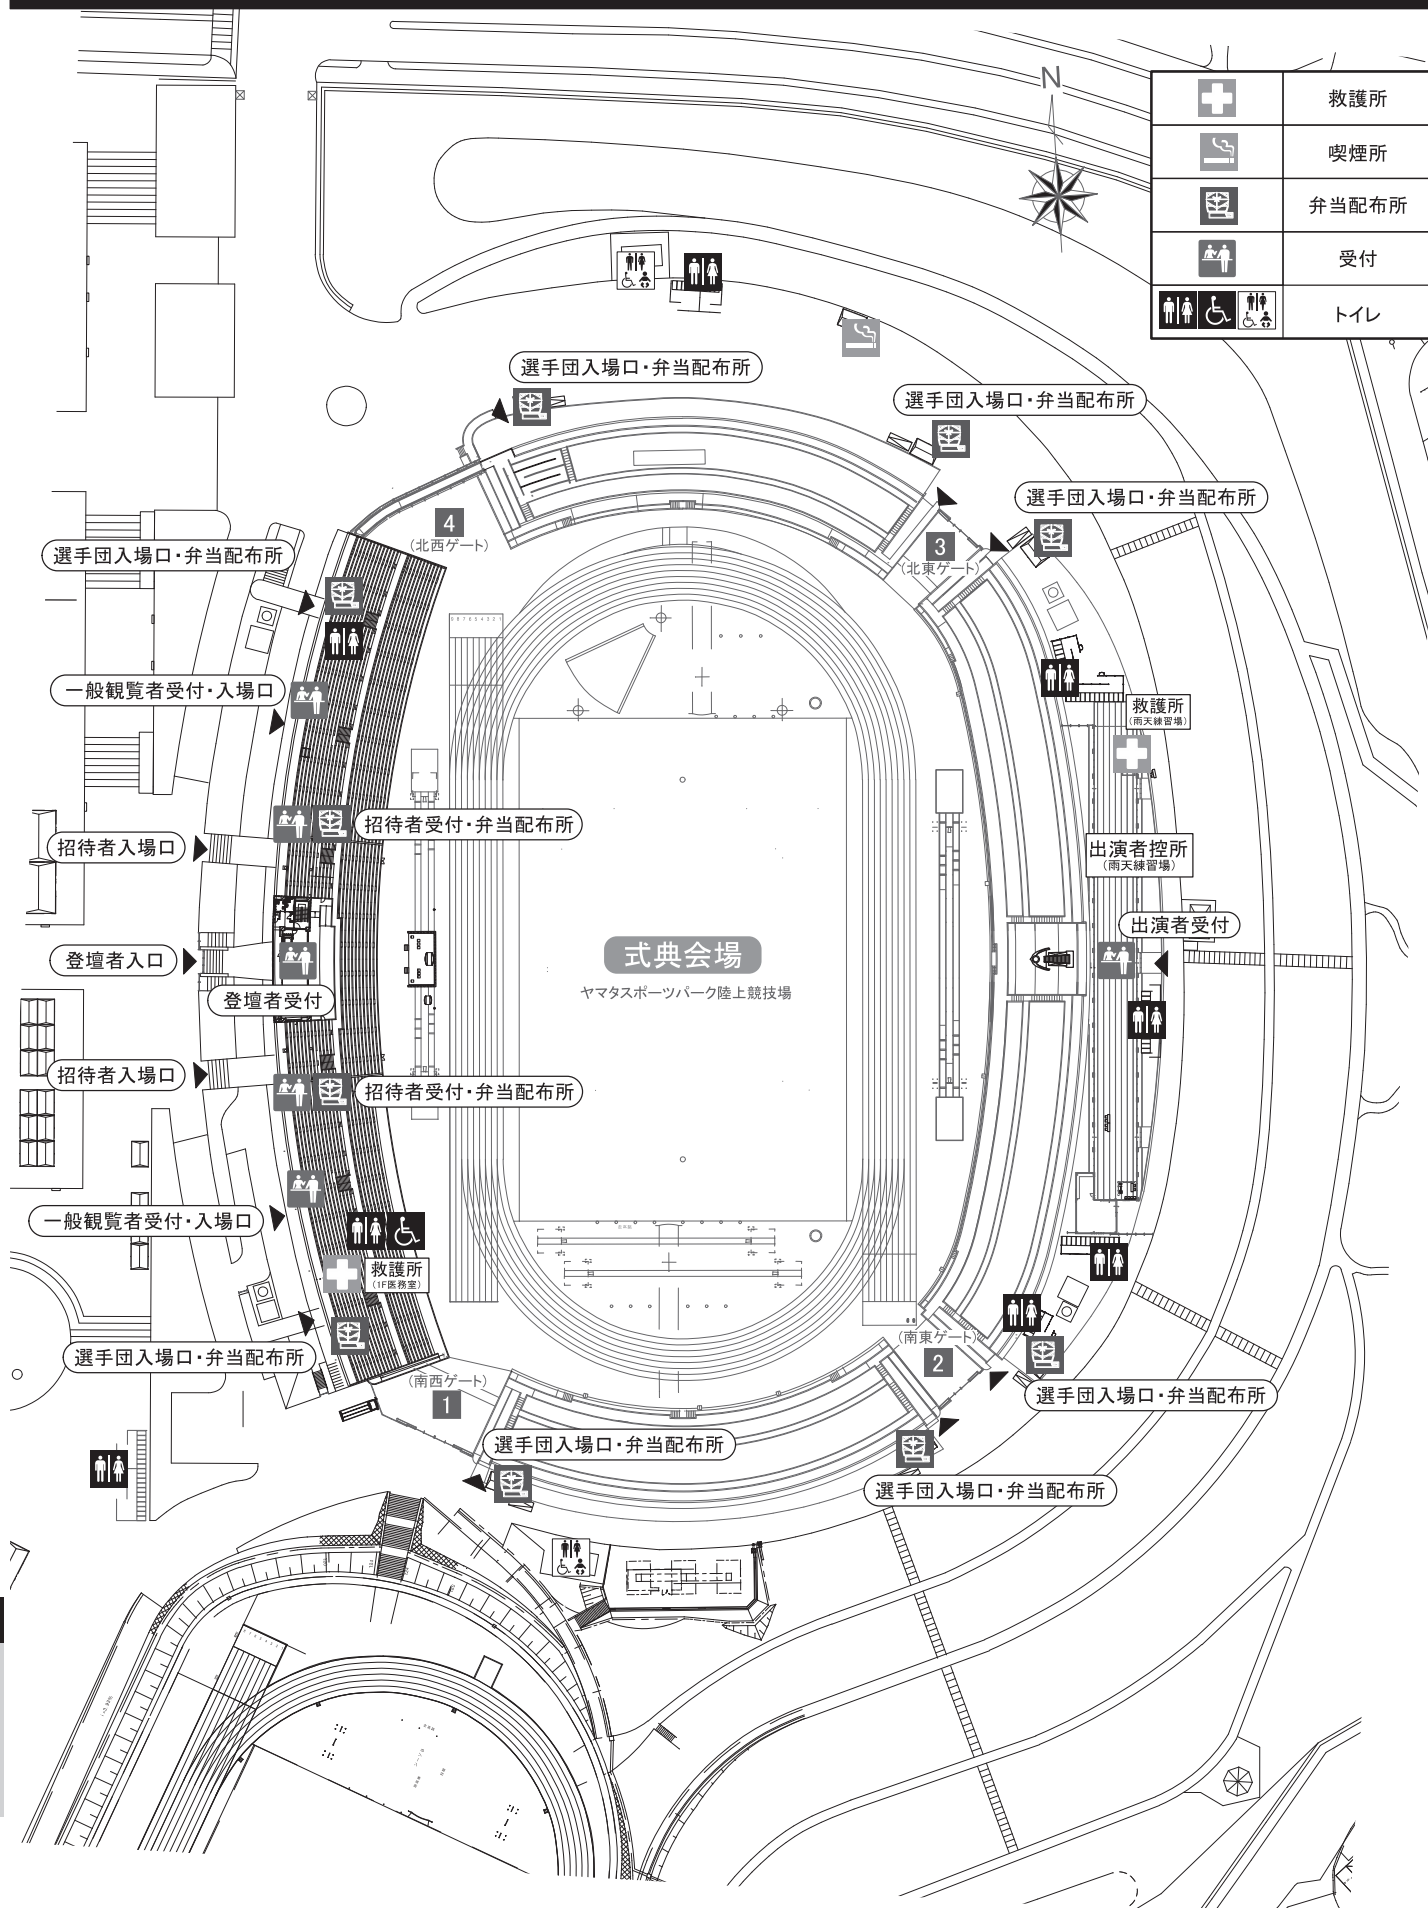 N
救護所
喫煙所
弁当配布所
受付
トイレ
選手団入場口・弁当配布所
選手団入場口・弁当配布所
選手団入場口・弁当配布所
4
(北西ゲート)
3
(北東ゲート)
選手団入場口・弁当配布所
一般観覧者受付・入場口
救護所
(雨天練習場)
招待者受付・弁当配布所
招待者入場口
出演者控所
(雨天練習場)
出演者受付
式典会場
ヤマタスポーツパーク陸上競技場
登壇者入口
登壇者受付
招待者入場口
招待者受付・弁当配布所
一般観覧者受付・入場口
救護所
(1F医務室)
選手団入場口・弁当配布所
(南東ゲート)
2
(南西ゲート)
1
選手団入場口・弁当配布所
選手団入場口・弁当配布所
選手団入場口・弁当配布所